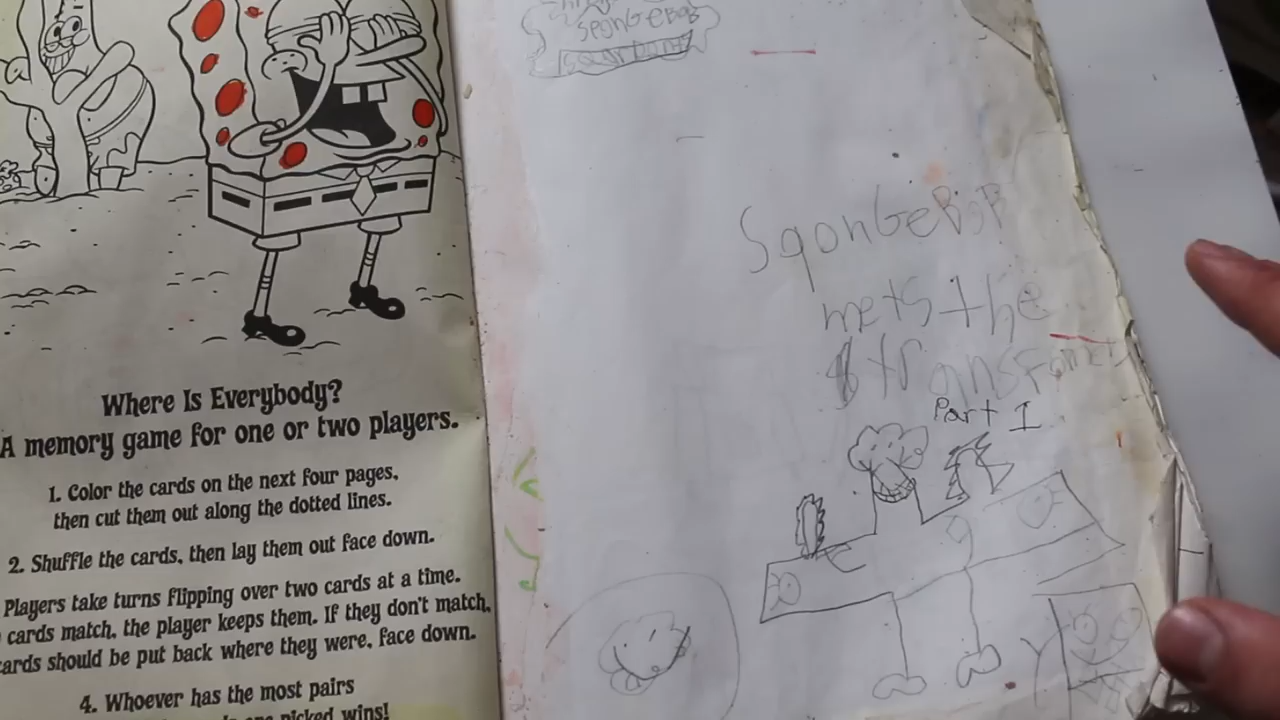 Where Is Everybody?
A memory game for one or two players.
1. Color the cards on the next four pages,
then cut them out along the dotted lines.
2. Shuffle the cards, then lay them out face down.
Players take turns flipping over two cards at a time.
cards match, the player keeps them. If they don't match,
cards should be put back where they were, face down.
4. Whoever has the most pairs
picked wins!
SpongeBoB
SqonGeBoB
mets the
transformers
Part I